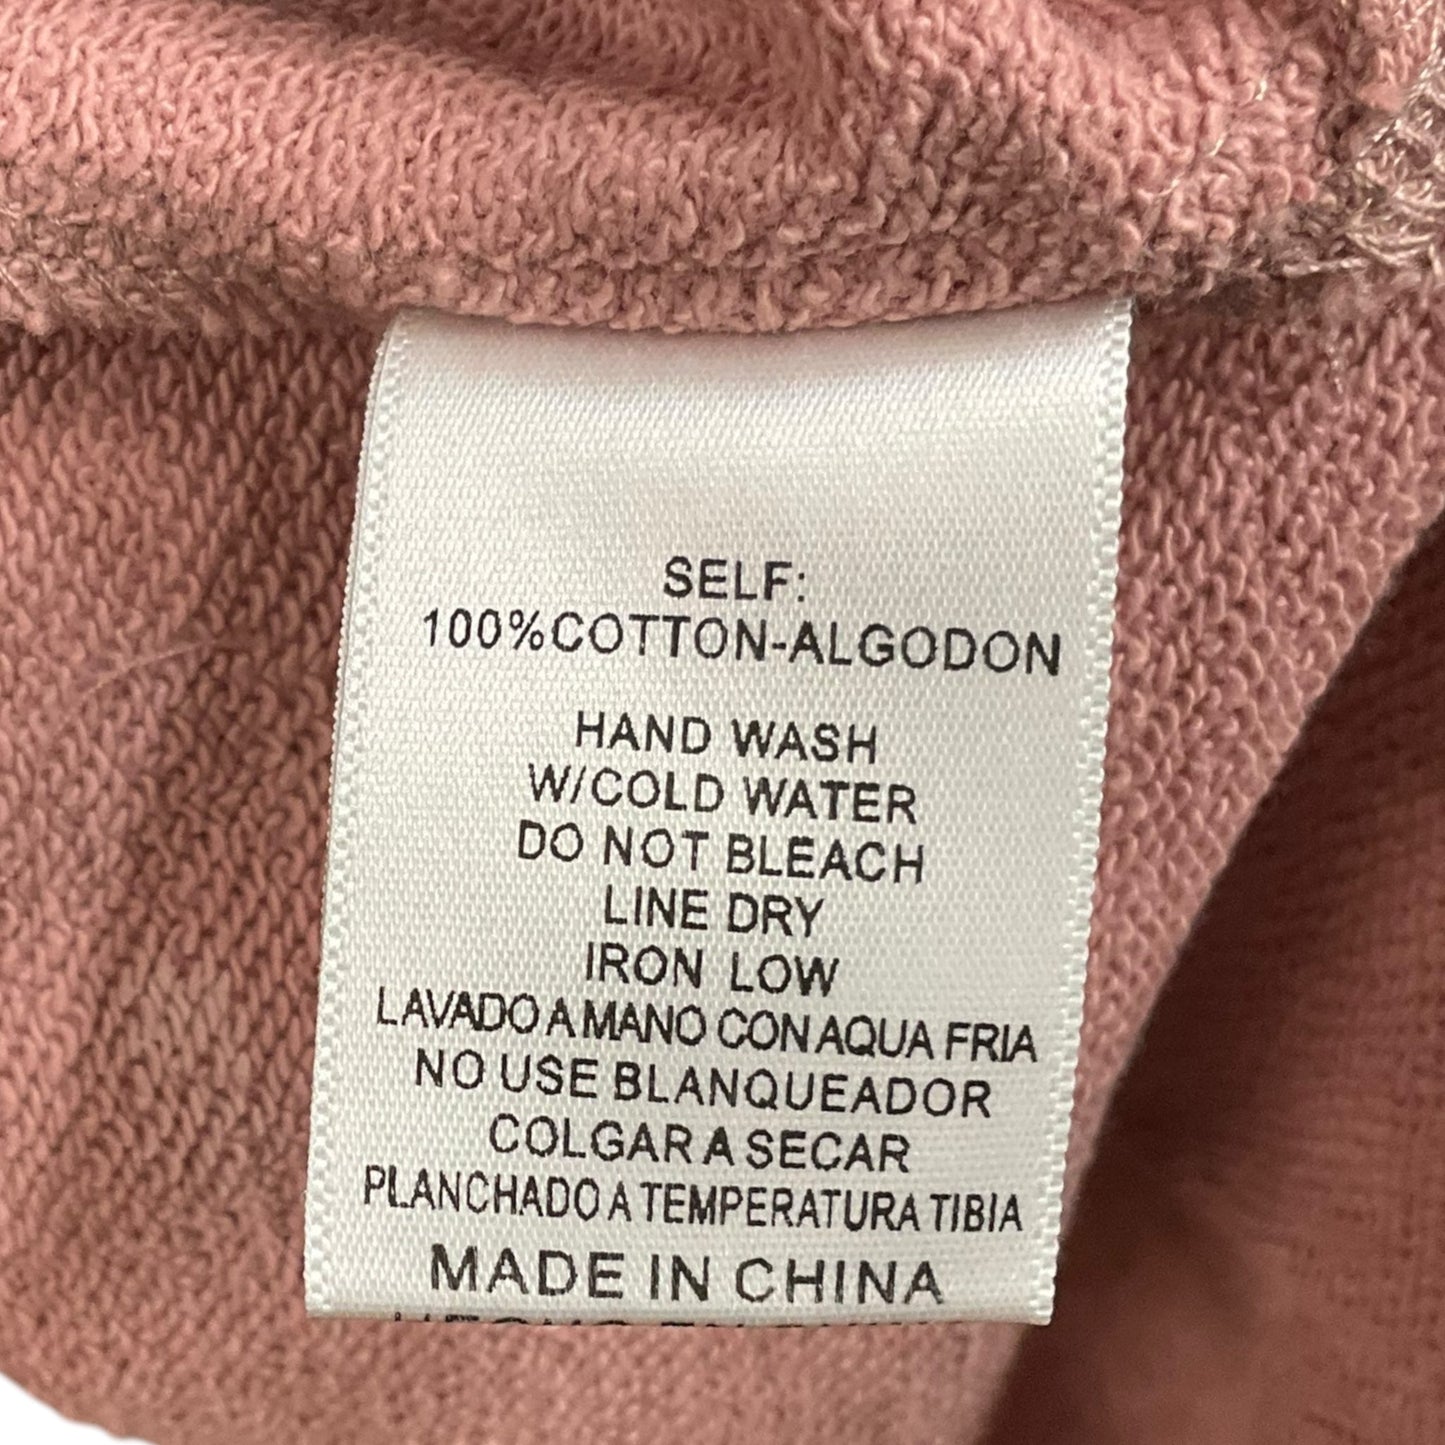 SELF:
100%COTTON-ALGODON
HAND WASH
W/COLD WATER
DO NOT BLEACH
LINE DRY
IRON LOW
LAVADO A MANO CON AQUA FRIA
NO USE BLANQUEADOR
COLGAR A SECAR
PLANCHADO A TEMPERATURA TIBIA
MADE IN CHINA